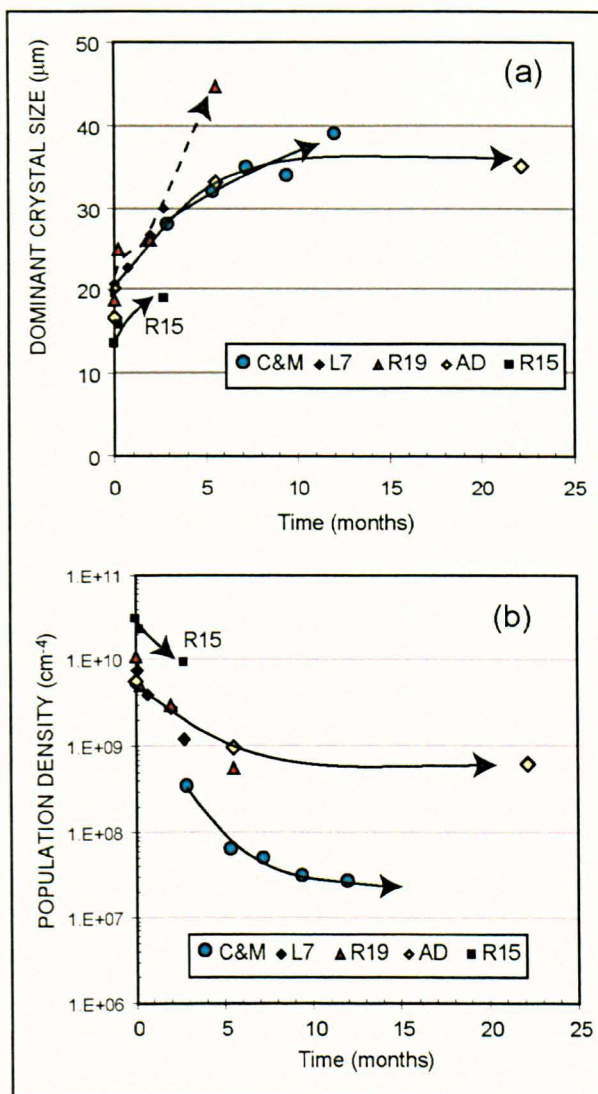 (a)
DOMINANT CRYSTAL SIZE (µm)
50
40
30
20
10
0
R15
C&M L7 R19 AD R15
0 5 10 15 20 25
Time (months)
(b)
POPULATION DENSITY (cm-4)
1.E+11
1.E+10
1.E+09
1.E+08
1.E+07
1.E+06
R15
C&M L7 R19 AD R15
0 5 10 15 20 25
Time (months)